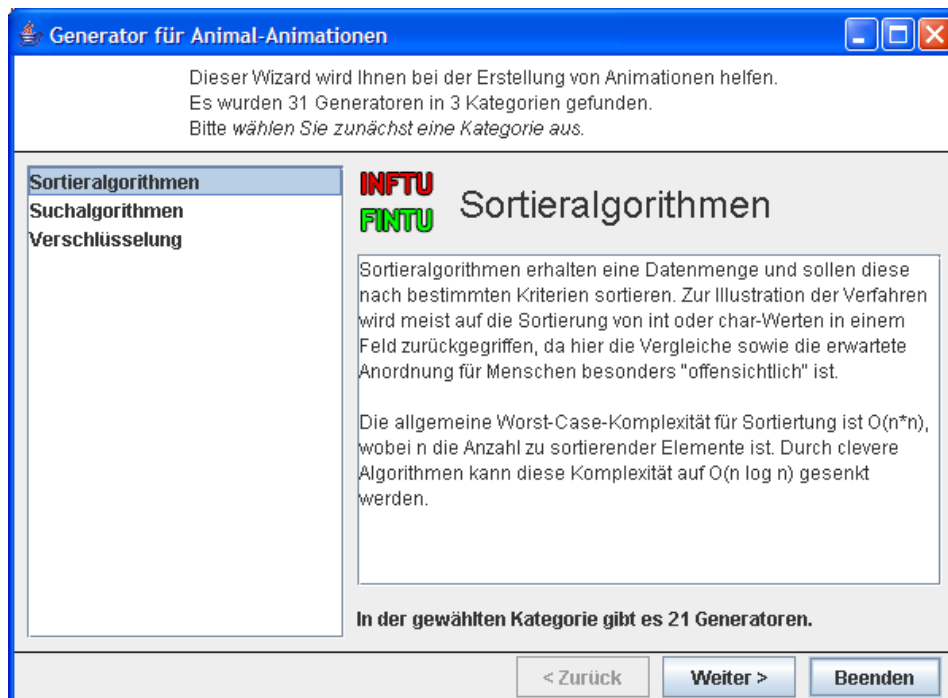 Generator für Animal-Animationen
Dieser Wizard wird Ihnen bei der Erstellung von Animationen helfen.
Es wurden 31 Generatoren in 3 Kategorien gefunden.
Bitte wählen Sie zunächst eine Kategorie aus.
Sortieralgorithmen
Suchalgorithmen
Verschlüsselung
INFTU
FINTU
Sortieralgorithmen
Sortieralgorithmen erhalten eine Datenmenge und sollen diese
nach bestimmten Kriterien sortieren. Zur Illustration der Verfahren
wird meist auf die Sortierung von int oder char-Werten in einem
Feld zurückgegriffen, da hier die Vergleiche sowie die erwartete
Anordnung für Menschen besonders "offensichtlich" ist.
Die allgemeine Worst-Case-Komplexität für Sortiertung ist O(n*n),
wobei n die Anzahl zu sortierender Elemente ist. Durch clevere
Algorithmen kann diese Komplexität auf O(n log n) gesenkt
werden.
In der gewählten Kategorie gibt es 21 Generatoren.
< Zurück
Weiter >
Beenden